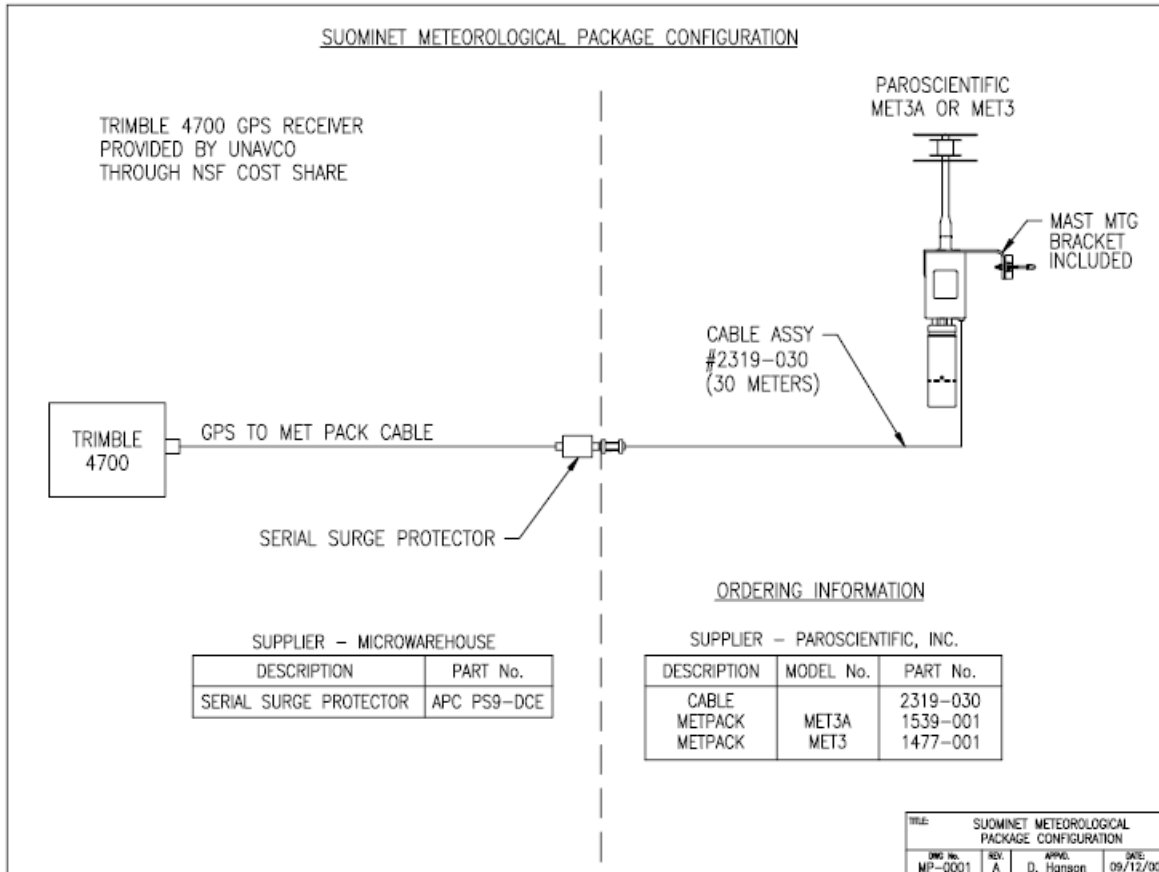 SUOMINET METEOROLOGICAL PACKAGE CONFIGURATION
TRIMBLE 4700 GPS RECEIVER
PROVIDED BY UNAVCO
THROUGH NSF COST SHARE
PAROSCIENTIFIC
MET3A OR MET3
MAST MTG
BRACKET
INCLUDED
CABLE ASSY
#2319-030
(30 METERS)
TRIMBLE
4700
GPS TO MET PACK CABLE
SERIAL SURGE PROTECTOR
ORDERING INFORMATION
SUPPLIER - MICROWAREHOUSE
DESCRIPTION PART No.
SERIAL SURGE PROTECTOR APC PS9-DCE
SUPPLIER - PAROSCIENTIFIC, INC.
DESCRIPTION MODEL No. PART No.
CABLE 2319-030
METPACK MET3A 1539-001
METPACK MET3 1477-001
TITLE: SUOMINET METEOROLOGICAL
PACKAGE CONFIGURATION
DWG No. REV. APPVD. DATE:
MP-0001 A D. Hanson 09/12/00